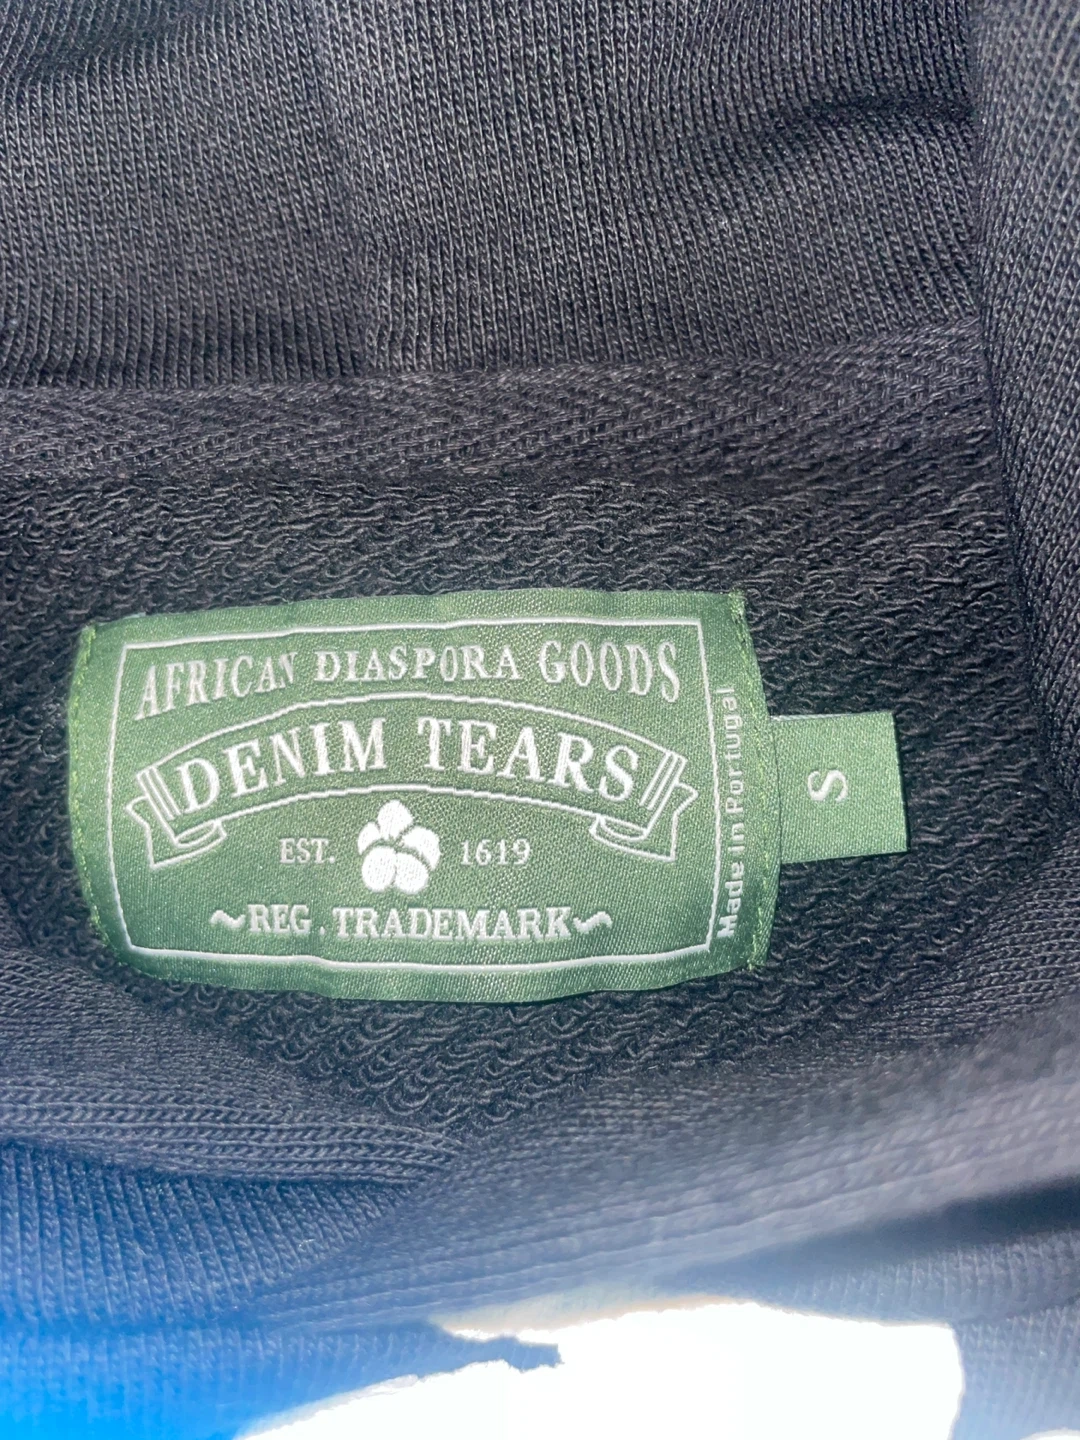 AFRICAN DIASPORA GOODS
DENIM TEARS
EST. 1619
~REG. TRADEMARK~
Made in Portugal
S